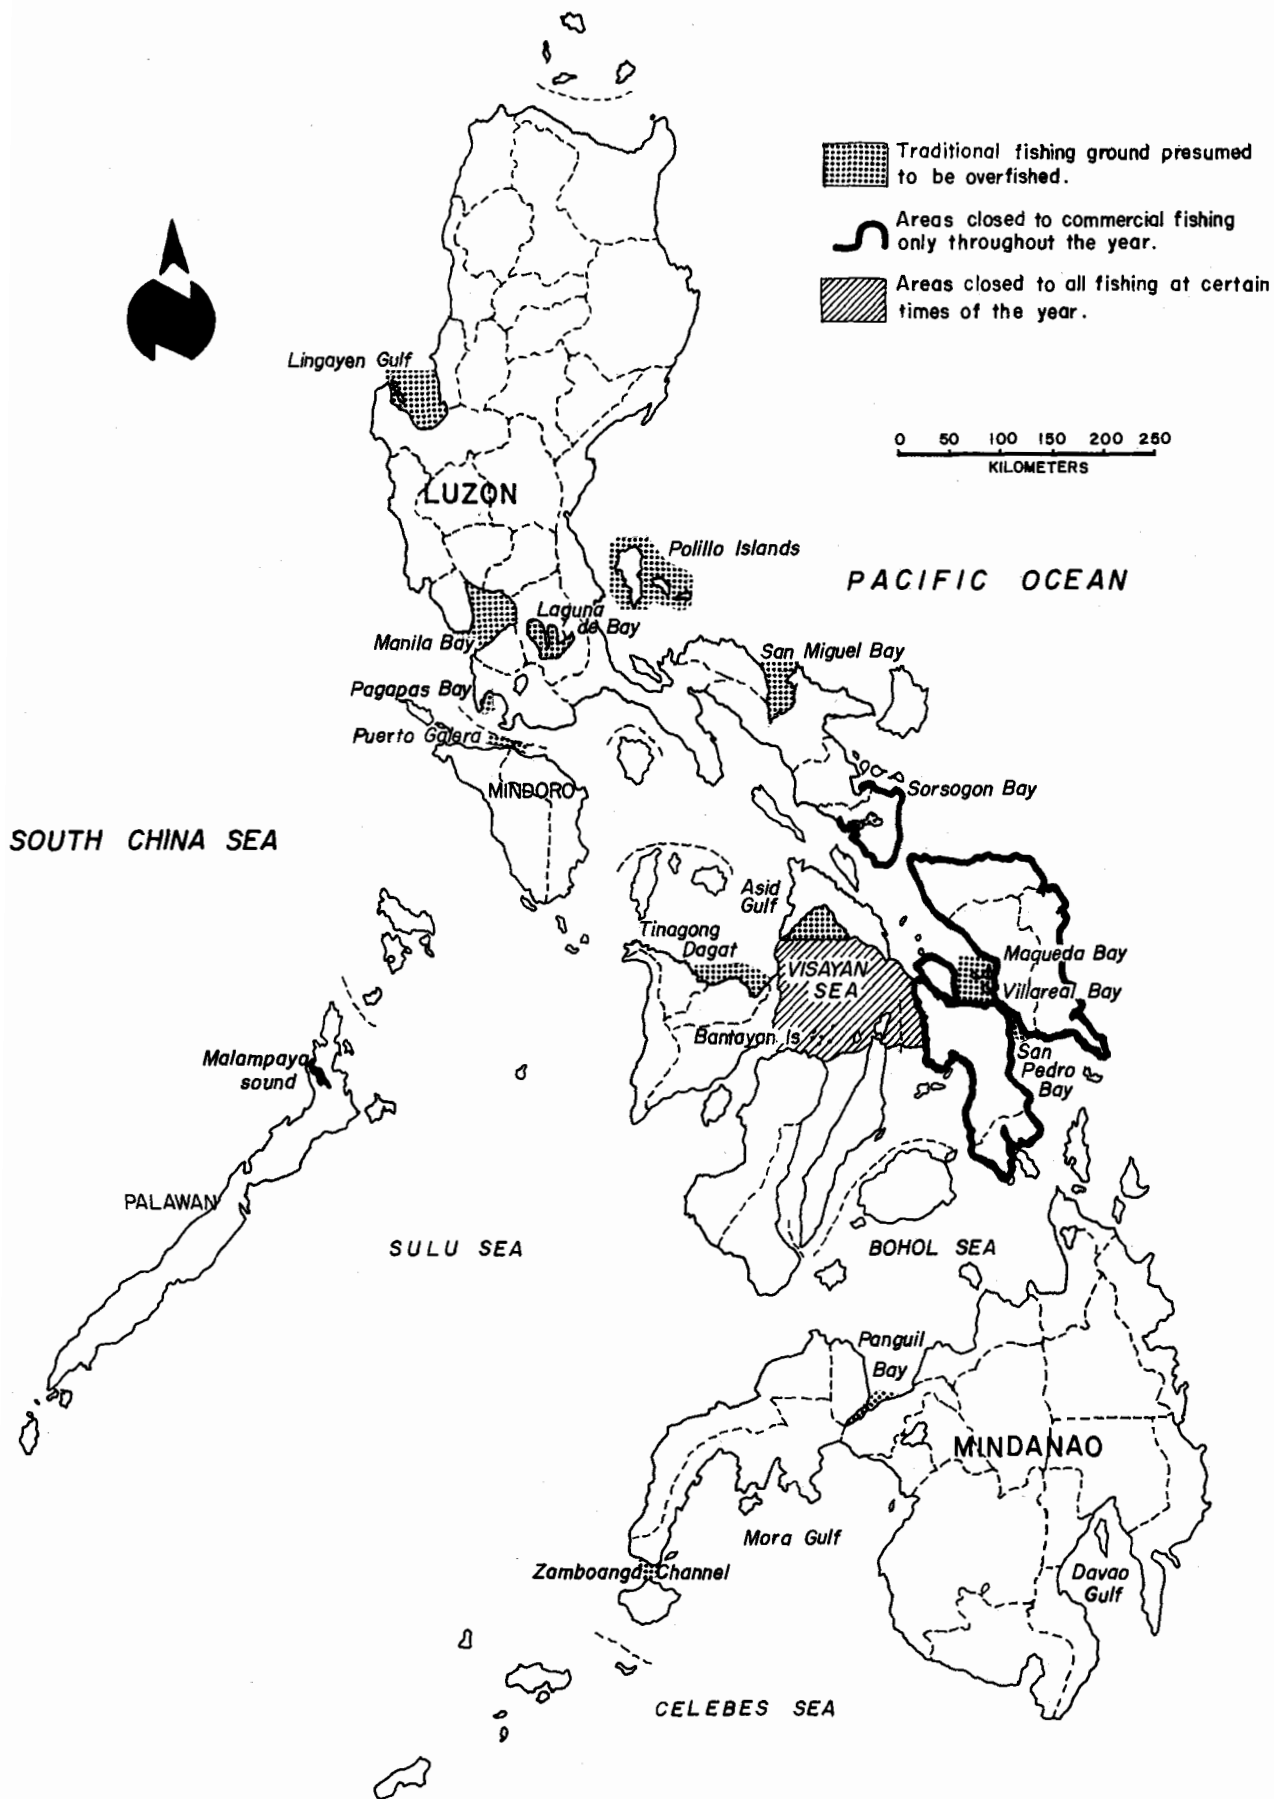 Traditional fishing ground presumed
to be overfished.
Areas closed to commercial fishing
only throughout the year.
Areas closed to all fishing at certain
times of the year.
Lingayen Gulf
0 50 100 150 200 250
KILOMETERS
LUZON
Polillo Islands
PACIFIC OCEAN
Laguna
de Bay
Manila Bay
San Miguel Bay
Pagapas Bay
Puerto Galera
MINDORO
Sorsogon Bay
SOUTH CHINA SEA
Asid
Gulf
Tinagong
Dagat
Maqueda Bay
VISAYAN
SEA
Villareal Bay
Bantayan Is
San
Pedro
Bay
Malampaya
sound
PALAWAN
SULU SEA
BOHOL SEA
Panguil
Bay
MINDANAO
Mora Gulf
Zamboanga Channel
Davao
Gulf
CELEBES SEA